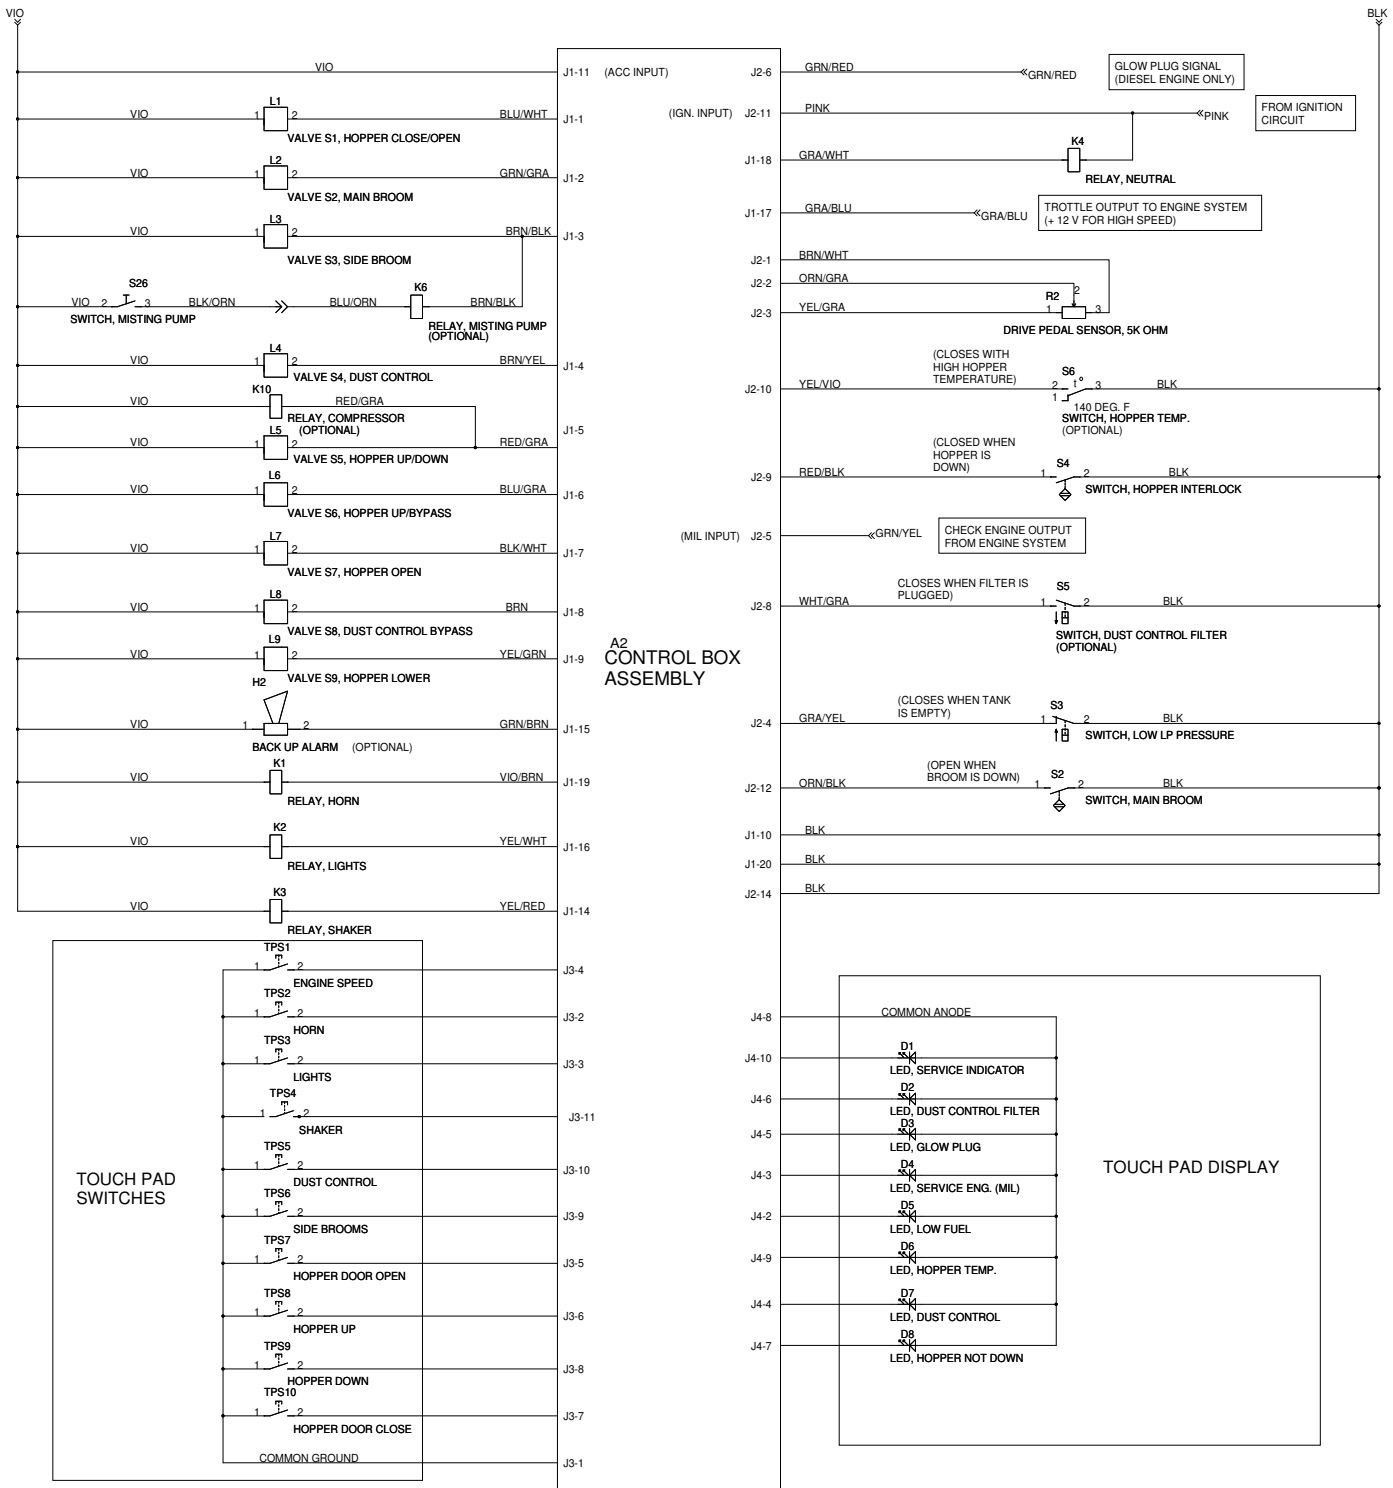 VIO
BLK
VIO
J1-11 (ACC INPUT)
L1
VIO 1 2 BLU/WHT J1-1
VALVE S1, HOPPER CLOSE/OPEN
L2
VIO 1 2 GRN/GRA J1-2
VALVE S2, MAIN BROOM
L3
VIO 1 2 BRN/BLK J1-3
VALVE S3, SIDE BROOM
S26
K6
VIO 2 3 BLK/ORN BLU/ORN BRN/BLK
SWITCH, MISTING PUMP
RELAY, MISTING PUMP
(OPTIONAL)
L4
VIO 1 2 BRN/YEL J1-4
VALVE S4, DUST CONTROL
K10
VIO RED/GRA
RELAY, COMPRESSOR
(OPTIONAL)
J1-5
L5
VIO 1 2 RED/GRA
VALVE S5, HOPPER UP/DOWN
L6
VIO 1 2 BLU/GRA J1-6
VALVE S6, HOPPER UP/BYPASS
L7
VIO 1 2 BLK/WHT J1-7
VALVE S7, HOPPER OPEN
L8
VIO 1 2 BRN J1-8
VALVE S8, DUST CONTROL BYPASS
L9
VIO 1 2 YEL/GRN J1-9
VALVE S9, HOPPER LOWER
H2
VIO 1 2 GRN/BRN J1-15
BACK UP ALARM (OPTIONAL)
K1
VIO VIO/BRN J1-19
RELAY, HORN
K2
VIO YEL/WHT J1-16
RELAY, LIGHTS
K3
VIO YEL/RED J1-14
RELAY, SHAKER
A2
CONTROL BOX
ASSEMBLY
TOUCH PAD
SWITCHES
TPS1
1 2 J3-4
ENGINE SPEED
TPS2
1 2 J3-2
HORN
TPS3
1 2 J3-3
LIGHTS
TPS4
1 2 J3-11
SHAKER
TPS5
1 2 J3-10
DUST CONTROL
TPS6
1 2 J3-9
SIDE BROOMS
TPS7
1 2 J3-5
HOPPER DOOR OPEN
TPS8
1 2 J3-6
HOPPER UP
TPS9
1 2 J3-8
HOPPER DOWN
TPS10
1 2 J3-7
HOPPER DOOR CLOSE
COMMON GROUND J3-1
J2-6 GRN/RED GRN/RED
GLOW PLUG SIGNAL
(DIESEL ENGINE ONLY)
(IGN. INPUT) J2-11 PINK PINK
FROM IGNITION
CIRCUIT
K4
J1-18 GRA/WHT
RELAY, NEUTRAL
J1-17 GRA/BLU GRA/BLU
TROTTLE OUTPUT TO ENGINE SYSTEM
(+ 12 V FOR HIGH SPEED)
J2-1 BRN/WHT
J2-2 ORN/GRA
2
R2
J2-3 YEL/GRA 1 3
DRIVE PEDAL SENSOR, 5K OHM
(CLOSES WITH
HIGH HOPPER
TEMPERATURE)
S6
t°
J2-10 YEL/VIO 2 3 BLK
1
140 DEG. F
SWITCH, HOPPER TEMP.
(OPTIONAL)
(CLOSED WHEN
HOPPER IS
DOWN)
S4
J2-9 RED/BLK 1 2 BLK
SWITCH, HOPPER INTERLOCK
(MIL INPUT) J2-5 GRN/YEL
CHECK ENGINE OUTPUT
FROM ENGINE SYSTEM
CLOSES WHEN FILTER IS
PLUGGED)
S5
J2-8 WHT/GRA 1 2 BLK
SWITCH, DUST CONTROL FILTER
(OPTIONAL)
(CLOSES WHEN TANK
IS EMPTY)
S3
J2-4 GRA/YEL 1 2 BLK
SWITCH, LOW LP PRESSURE
(OPEN WHEN
BROOM IS DOWN)
S2
J2-12 ORN/BLK 1 2 BLK
SWITCH, MAIN BROOM
J1-10 BLK
J1-20 BLK
J2-14 BLK
J4-8 COMMON ANODE
D1
J4-10
LED, SERVICE INDICATOR
D2
J4-6
LED, DUST CONTROL FILTER
D3
J4-5
LED, GLOW PLUG
D4
J4-3
LED, SERVICE ENG. (MIL)
D5
J4-2
LED, LOW FUEL
D6
J4-9
LED, HOPPER TEMP.
D7
J4-4
LED, DUST CONTROL
D8
J4-7
LED, HOPPER NOT DOWN
TOUCH PAD DISPLAY